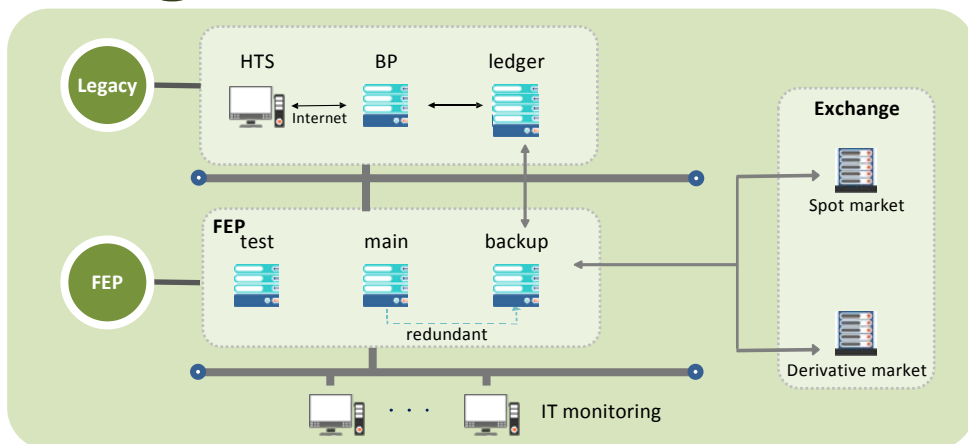 Legacy
HTS
BP
ledger
Internet
Exchange
Spot market
Derivative market
FEP
FEP
test
main
backup
redundant
. . .
IT monitoring